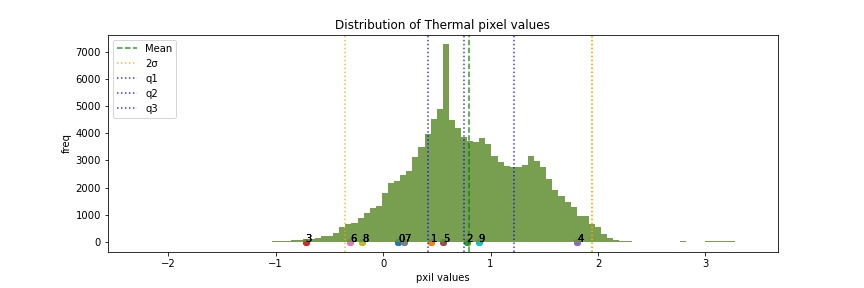 Distribution of Thermal pixel values
Mean
2σ
q1
q2
q3
7000
6000
5000
4000
3000
2000
1000
0
freq
3 6 8 0 7 1 5 2 9 4
−2 −1 0 1 2 3
pxil values